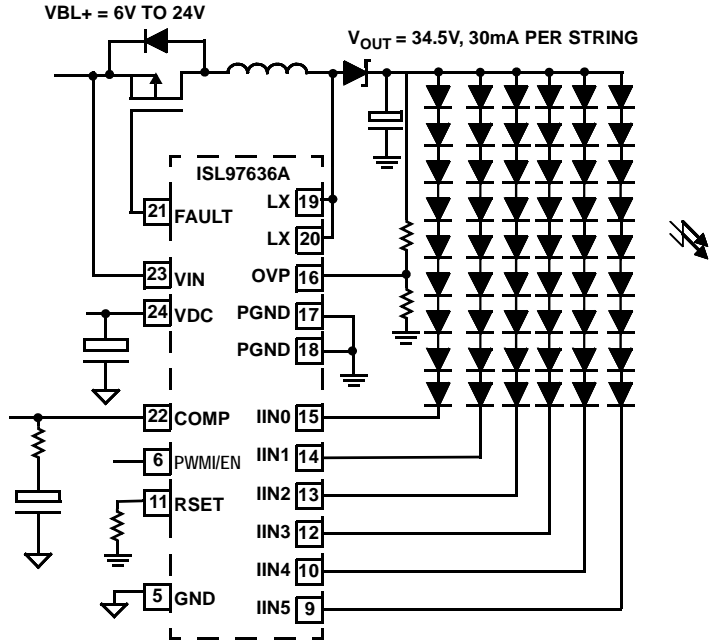 VBL+ = 6V TO 24V
VOUT = 34.5V, 30mA PER STRING
ISL97636A
21 FAULT
LX 19
LX 20
23 VIN
OVP 16
24 VDC
PGND 17
PGND 18
22 COMP
IIN0 15
6 PWMI/EN
IIN1 14
11 RSET
IIN2 13
IIN3 12
IIN4 10
5 GND
IIN5 9